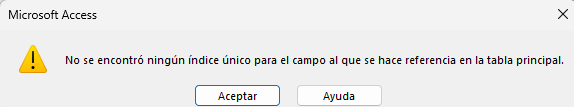 Microsoft Access
No se encontró ningún índice único para el campo al que se hace referencia en la tabla principal.
Aceptar
Ayuda